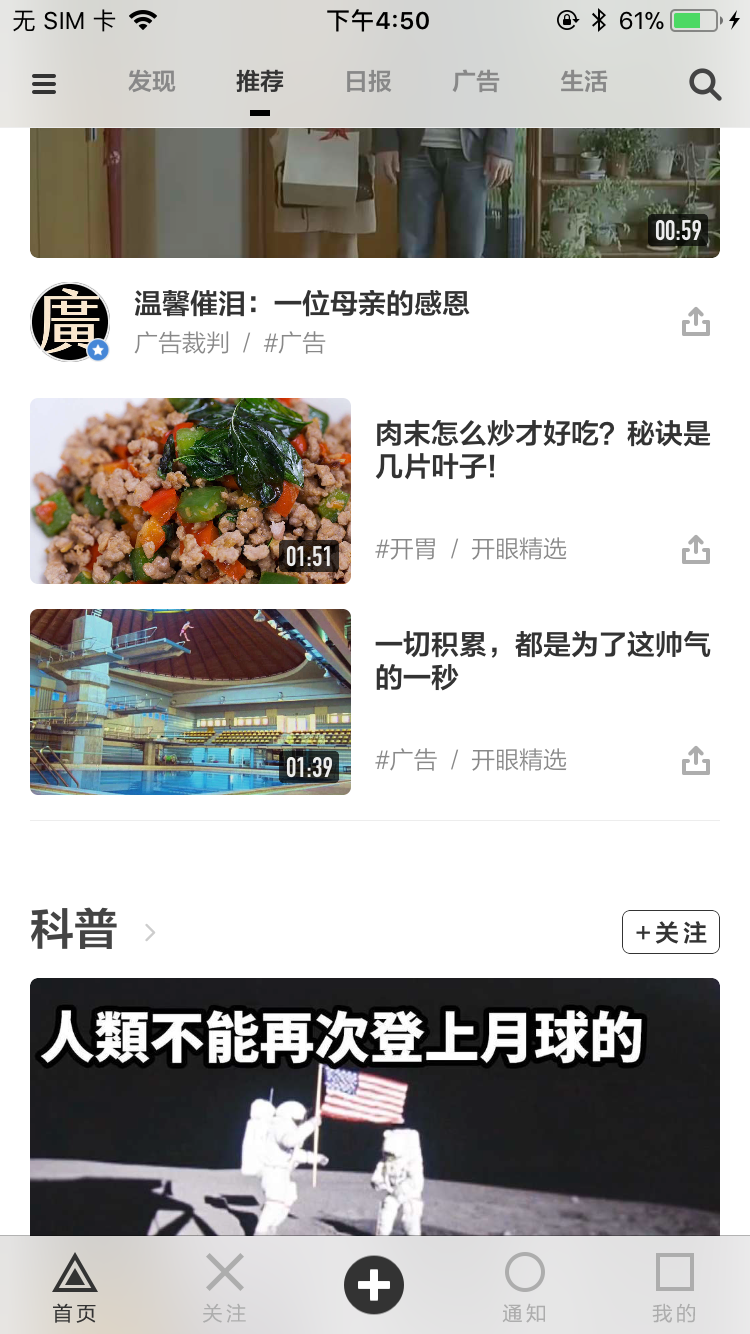 无 SIM 卡 下午4:50 61%
发现 推荐 日报 广告 生活
00:59
廣
温馨催泪：一位母亲的感恩
广告裁判 / #广告
01:51
肉末怎么炒才好吃？秘诀是
几片叶子！
#开胃 / 开眼精选
01:39
一切积累，都是为了这帅气
的一秒
#广告 / 开眼精选
科普
+关注
人類不能再次登上月球的
首页 关注 通知 我的